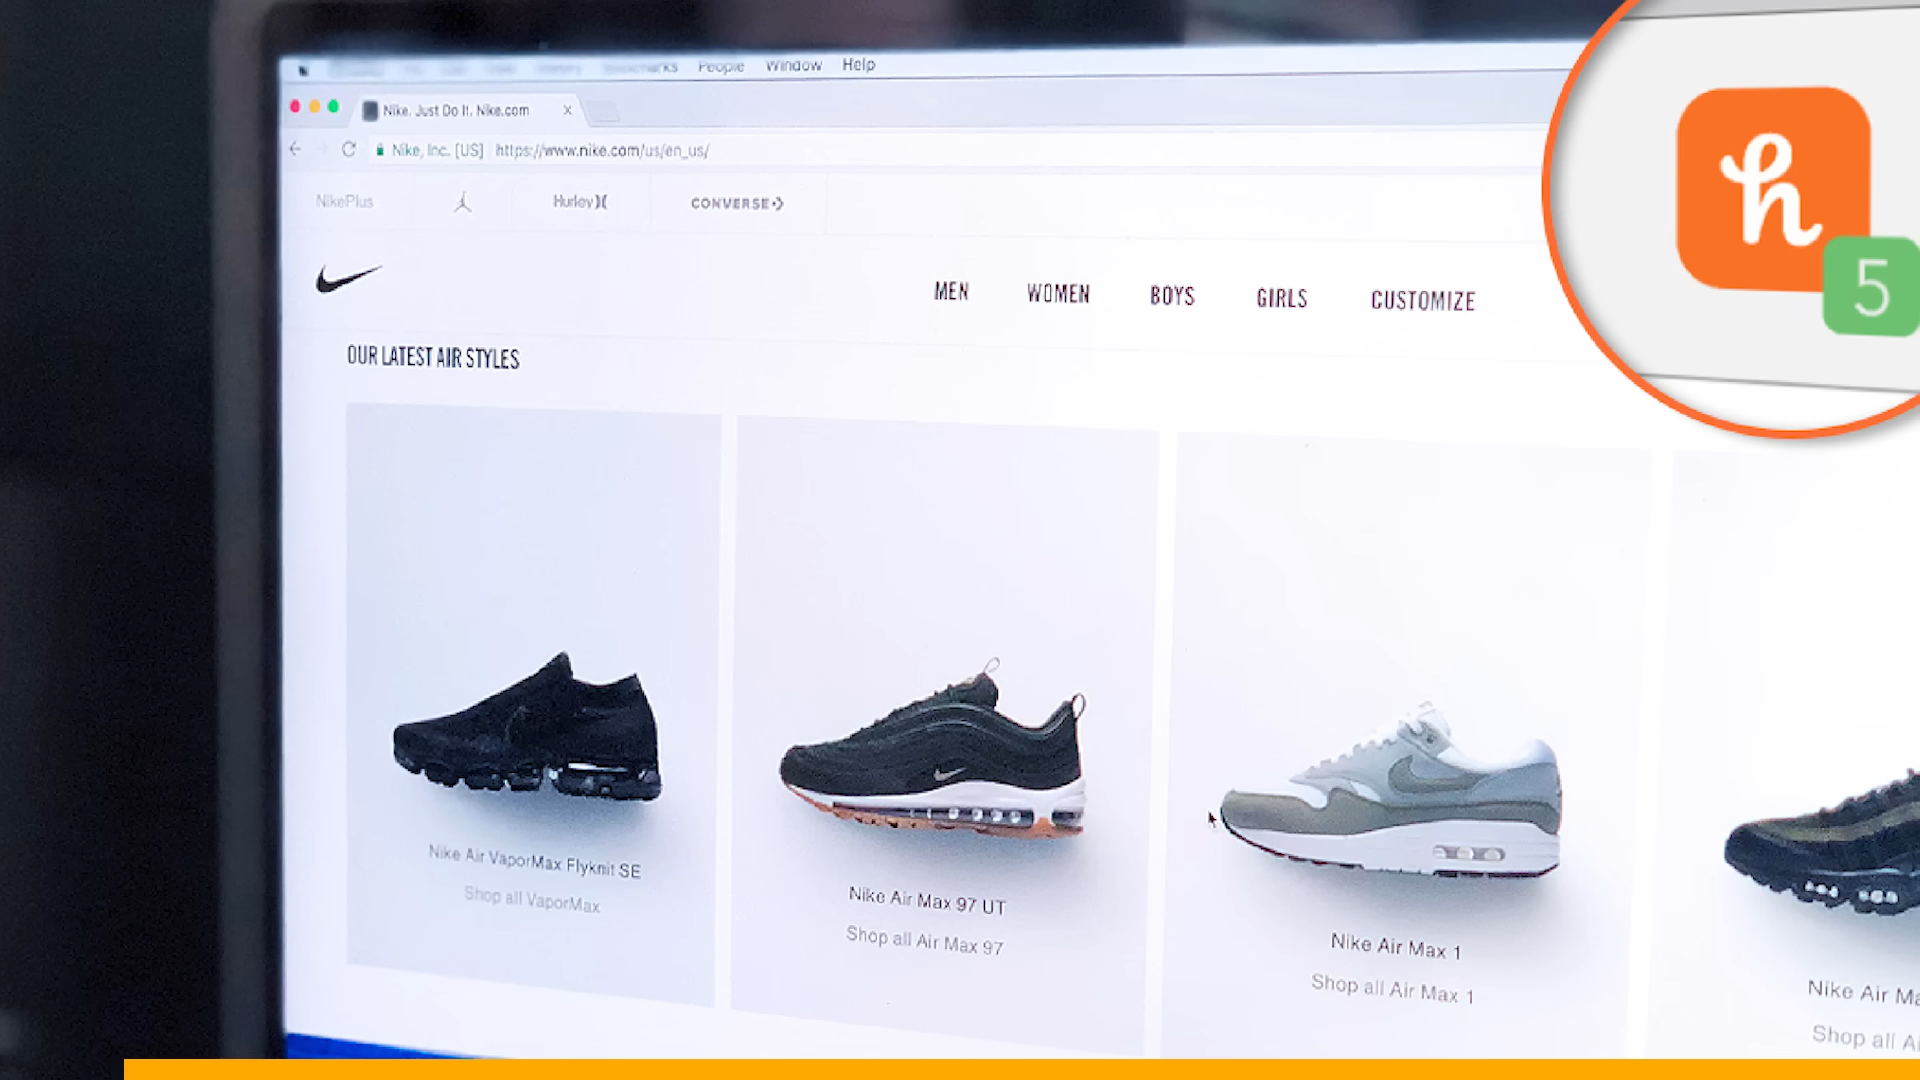 People Window Help
Nike. Just Do It. Nike.com
Nike, Inc. [US] https://www.nike.com/us/en_us/
NikePlus Hurley CONVERSE
h
5
MEN WOMEN BOYS GIRLS CUSTOMIZE
OUR LATEST AIR STYLES
Nike Air VaporMax Flyknit SE
Shop all VaporMax
Nike Air Max 97 UT
Shop all Air Max 97
Nike Air Max 1
Shop all Air Max 1
Nike Air Ma
Shop all Ai